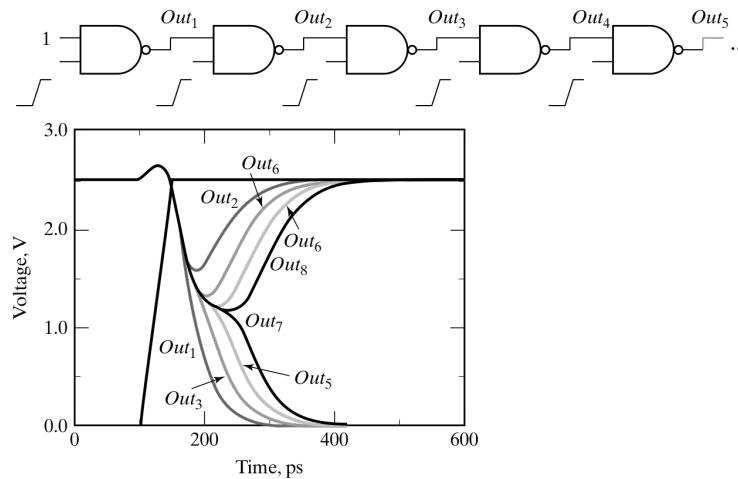 Out1 Out2 Out3 Out4 Out5
1
...
3.0
Out6
Out2
2.0
Out6
Out8
Voltage, V
1.0
Out7
Out1
Out5
Out3
0.0
0 200 400 600
Time, ps